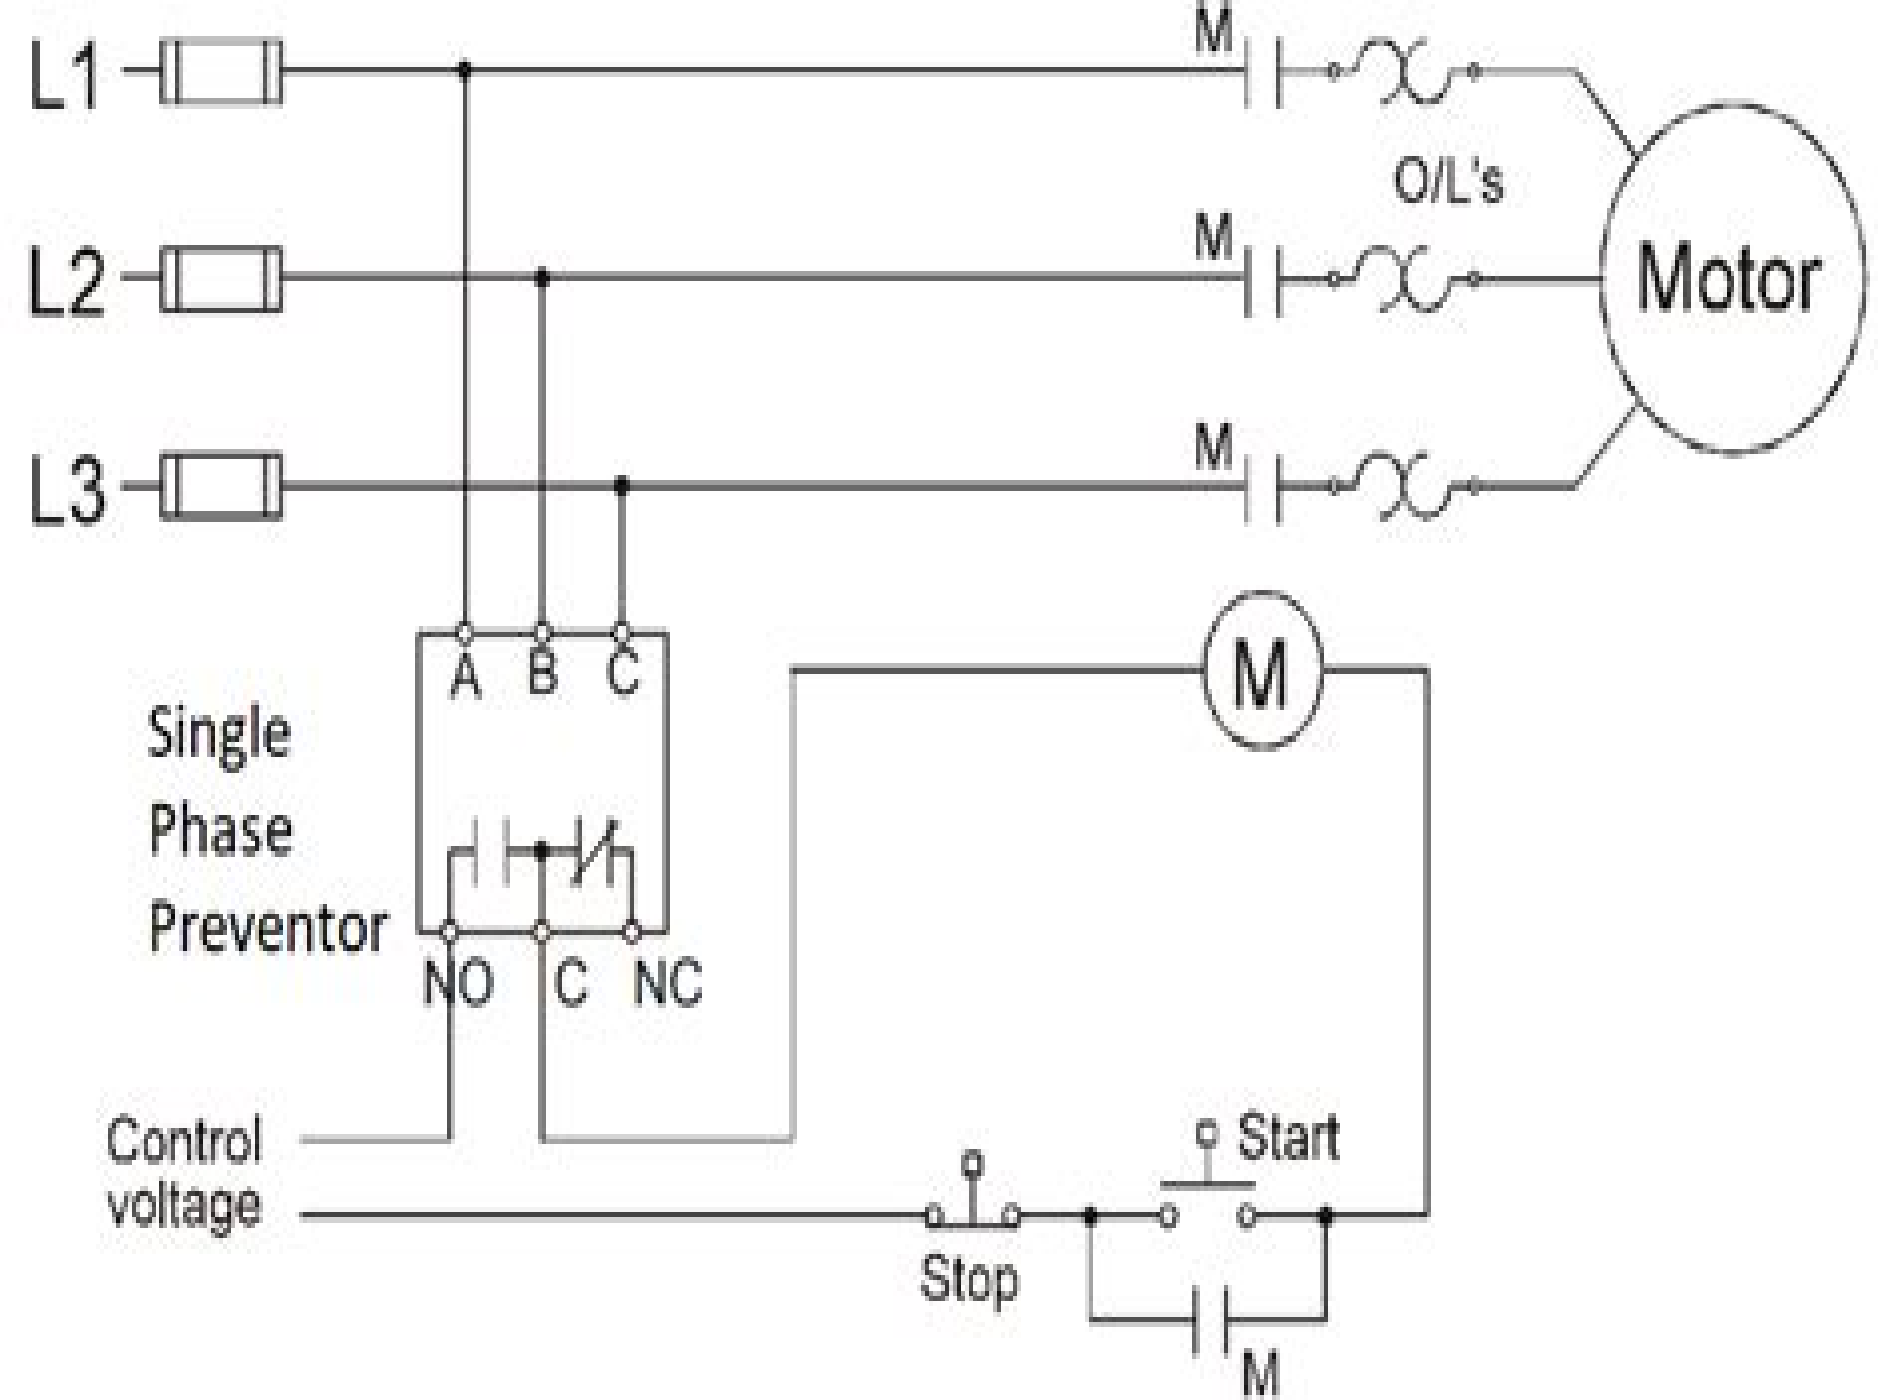 M
L1
O/L's
M
L2
Motor
M
L3
A B C
M
Single
Phase
Preventor
NO C NC
Control
voltage
Start
Stop
M